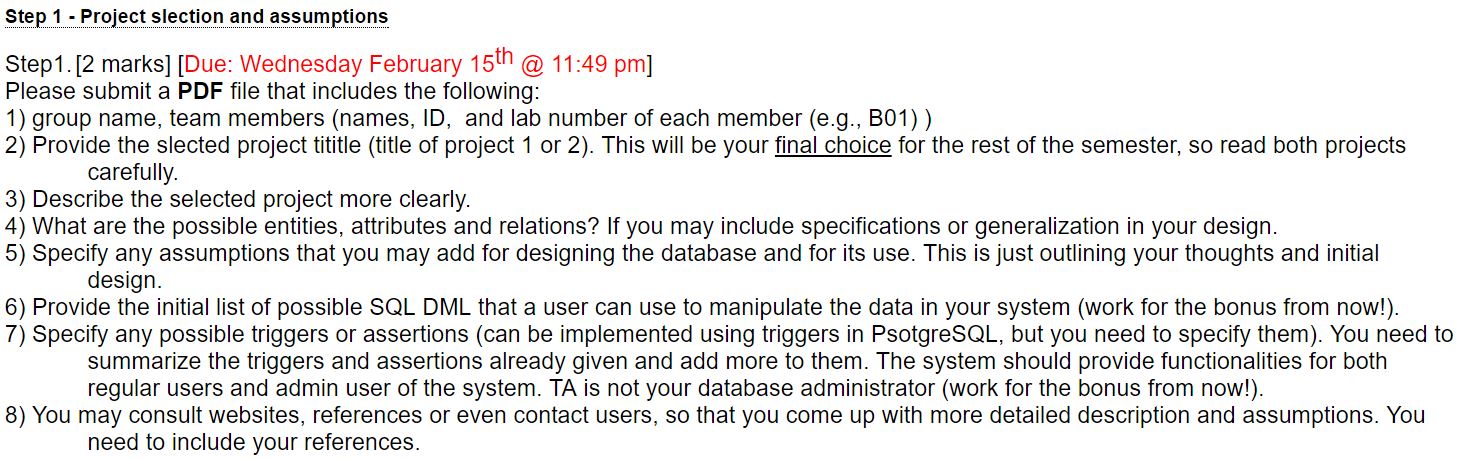 Step 1 - Project slection and assumptions
Step1. [2 marks] [Due: Wednesday February 15th @ 11:49 pm]
Please submit a PDF file that includes the following:
1) group name, team members (names, ID, and lab number of each member (e.g., B01) )
2) Provide the slected project tititle (title of project 1 or 2). This will be your final choice for the rest of the semester, so read both projects
carefully.
3) Describe the selected project more clearly.
4) What are the possible entities, attributes and relations? If you may include specifications or generalization in your design.
5) Specify any assumptions that you may add for designing the database and for its use. This is just outlining your thoughts and initial
design.
6) Provide the initial list of possible SQL DML that a user can use to manipulate the data in your system (work for the bonus from now!).
7) Specify any possible triggers or assertions (can be implemented using triggers in PsotgreSQL, but you need to specify them). You need to
summarize the triggers and assertions already given and add more to them. The system should provide functionalities for both
regular users and admin user of the system. TA is not your database administrator (work for the bonus from now!).
8) You may consult websites, references or even contact users, so that you come up with more detailed description and assumptions. You
need to include your references.